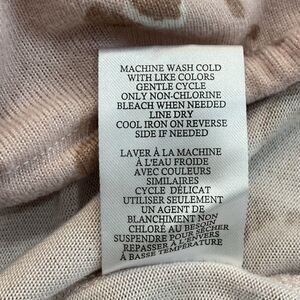 MACHINE WASH COLD
WITH LIKE COLORS
GENTLE CYCLE
ONLY NON-CHLORINE
BLEACH WHEN NEEDED
LINE DRY
COOL IRON ON REVERSE
SIDE IF NEEDED
LAVER À LA MACHINE
À L'EAU FROIDE
AVEC COULEURS
SIMILAIRES
CYCLE DÉLICAT
UTILISER SEULEMENT
UN AGENT DE
BLANCHIMENT NON
CHLORÉ AU BESOIN
SUSPENDRE POUR SÉCHER
REPASSER À L'ENVERS
À BASSE TEMPÉRATURE